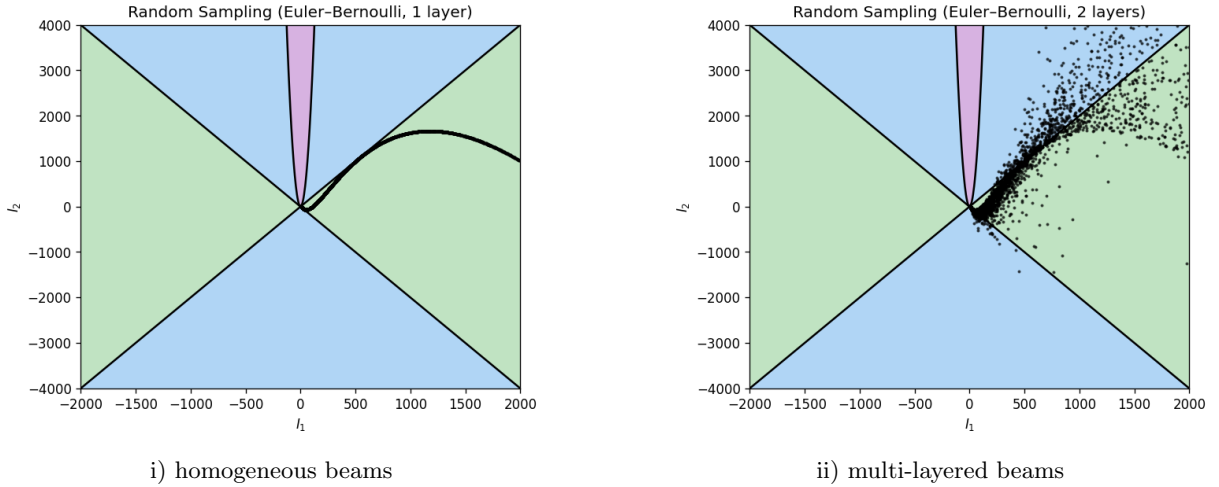 Random Sampling (Euler–Bernoulli, 1 layer)
4000
3000
2000
1000
0
−1000
−2000
−3000
−4000
I₂
−2000 −1500 −1000 −500 0 500 1000 1500 2000
I₁
i) homogeneous beams
Random Sampling (Euler–Bernoulli, 2 layers)
4000
3000
2000
1000
0
−1000
−2000
−3000
−4000
I₂
−2000 −1500 −1000 −500 0 500 1000 1500 2000
I₁
ii) multi-layered beams